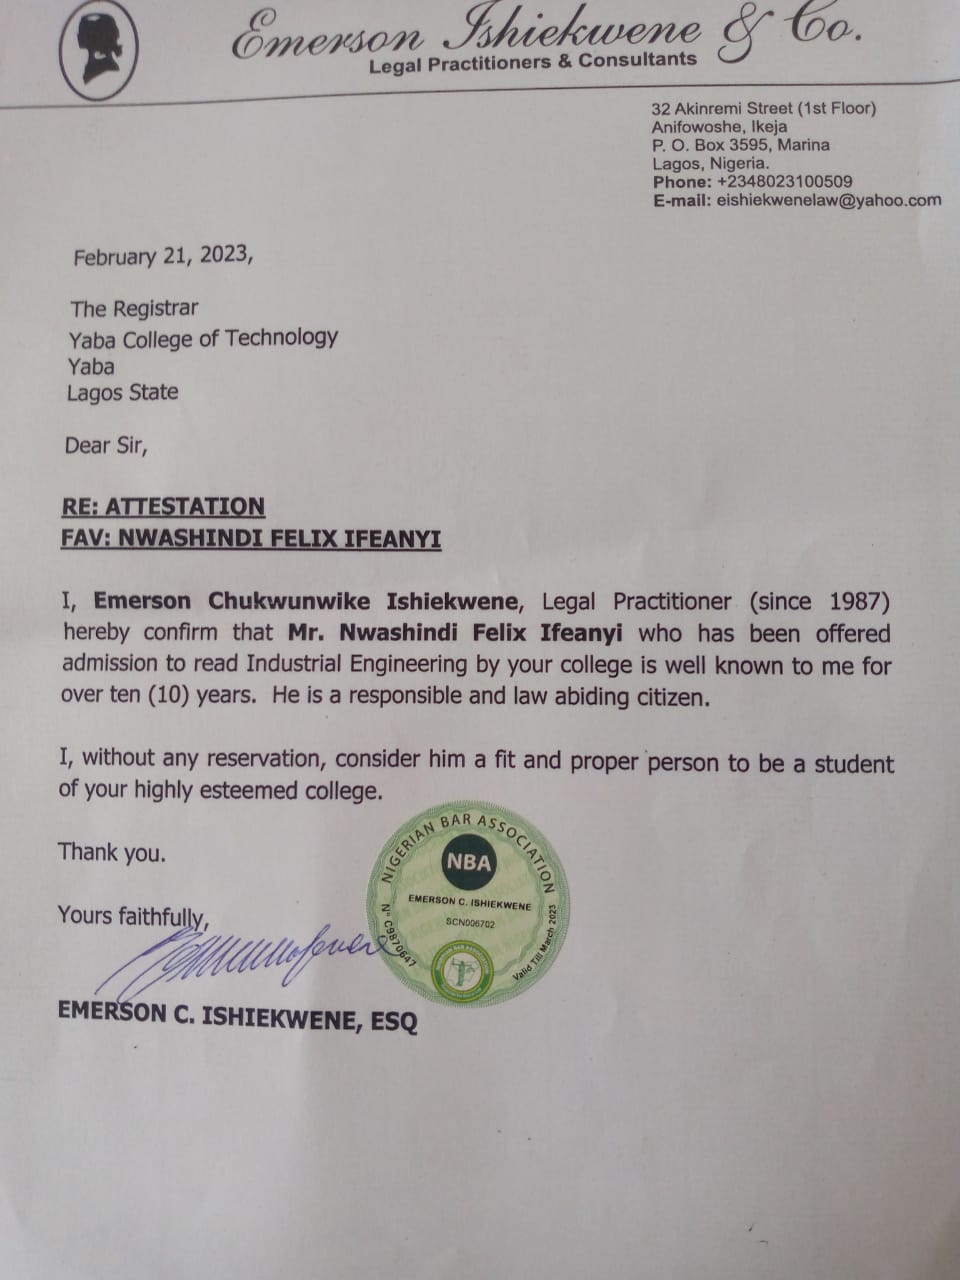 Emerson Ishiekwene & Co.
Legal Practitioners & Consultants
32 Akinremi Street (1st Floor)
Anifowoshe, Ikeja
P. O. Box 3595, Marina
Lagos, Nigeria.
Phone: +2348023100509
E-mail: eishiekwenelaw@yahoo.com
February 21, 2023,
The Registrar
Yaba College of Technology
Yaba
Lagos State
Dear Sir,
RE: ATTESTATION
FAV: NWASHINDI FELIX IFEANYI
I, Emerson Chukwunwike Ishiekwene, Legal Practitioner (since 1987)
hereby confirm that Mr. Nwashindi Felix Ifeanyi who has been offered
admission to read Industrial Engineering by your college is well known to me for
over ten (10) years. He is a responsible and law abiding citizen.
I, without any reservation, consider him a fit and proper person to be a student
of your highly esteemed college.
Thank you.
Yours faithfully,
NIGERIAN BAR ASSOCIATION
NBA
EMERSON C. ISHIEKWENE
SCN006702
N° C9870647
Valid Till March 2023
EMERSON C. ISHIEKWENE, ESQ